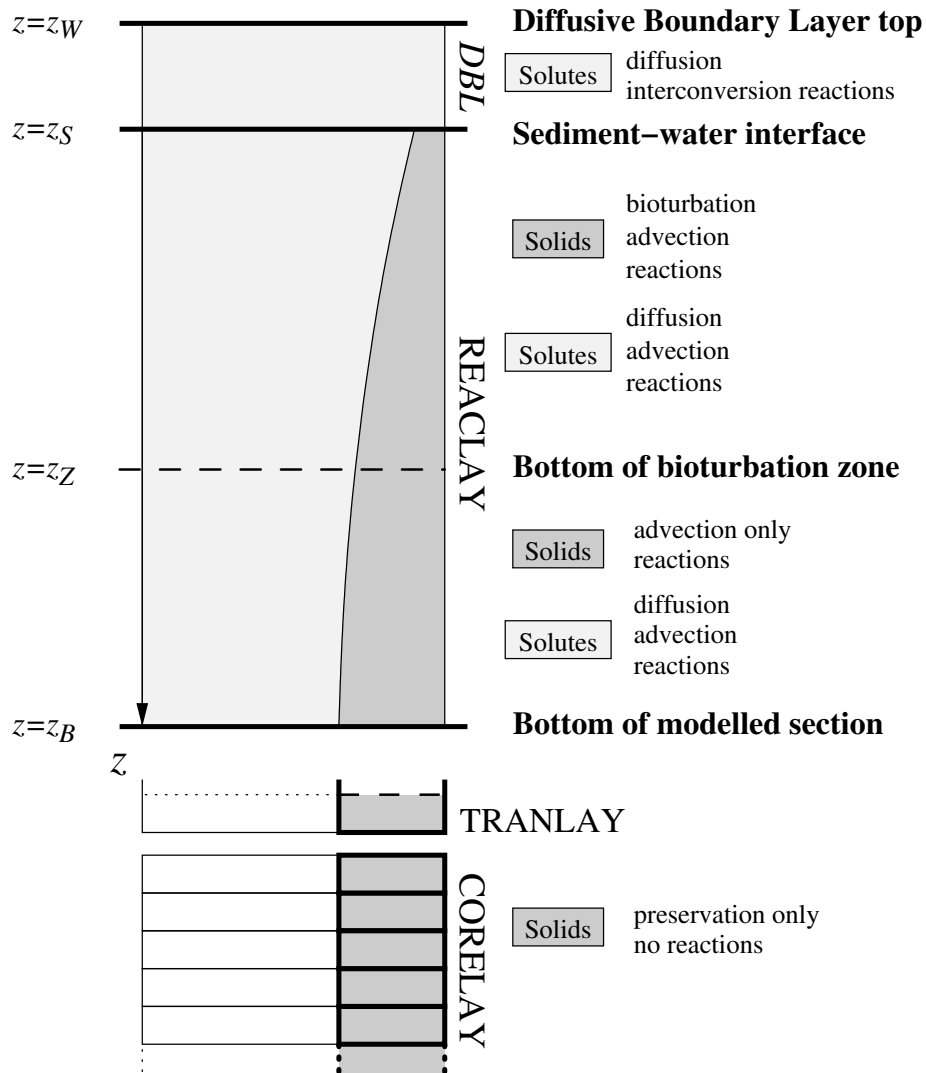 z=z_W
Diffusive Boundary Layer top
DBL
Solutes
diffusion
interconversion reactions
z=z_S
Sediment–water interface
Solids
bioturbation
advection
reactions
Solutes
diffusion
advection
reactions
REACLAY
z=z_Z
Bottom of bioturbation zone
Solids
advection only
reactions
Solutes
diffusion
advection
reactions
z=z_B
Bottom of modelled section
z
TRANLAY
CORELAY
Solids
preservation only
no reactions